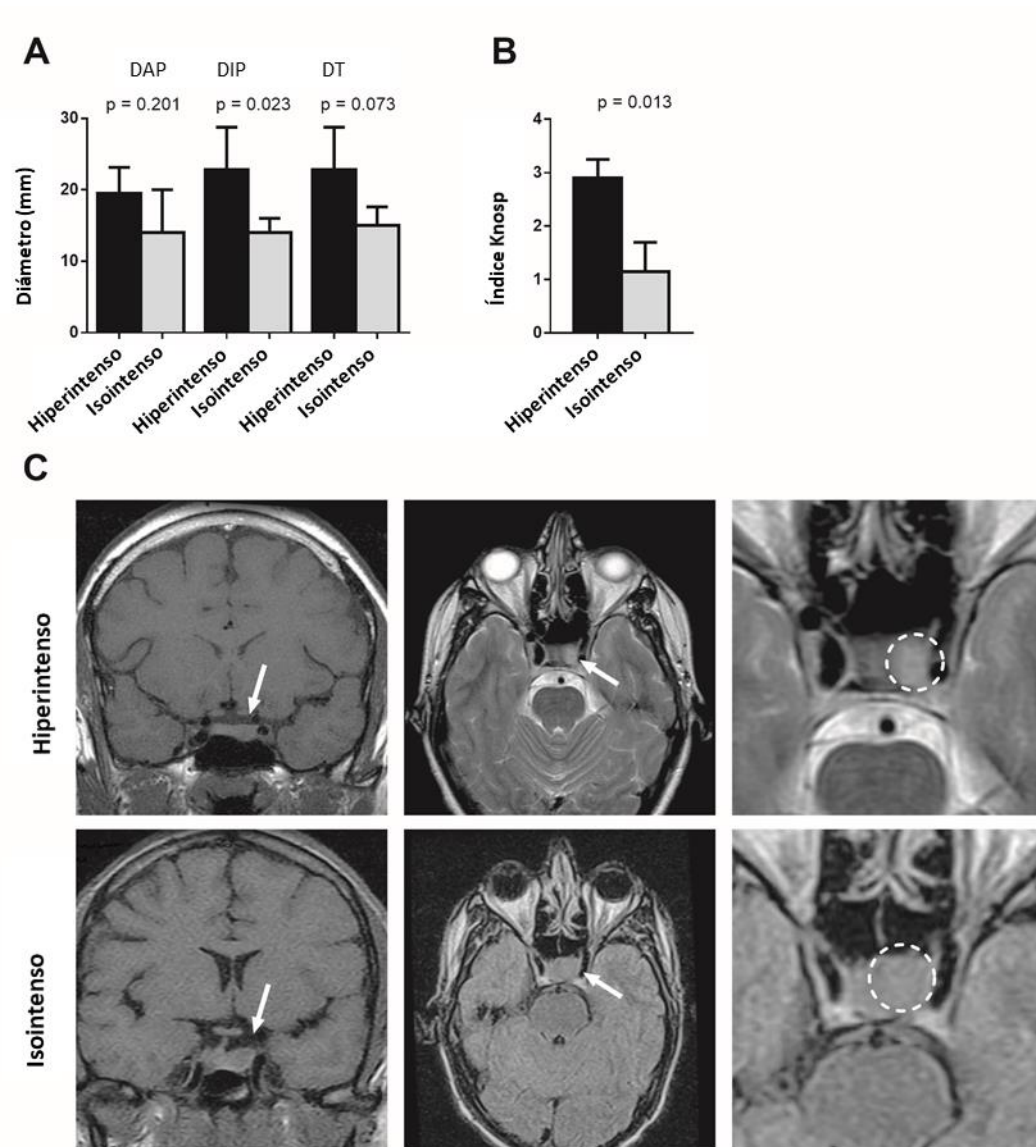 A
DAP DIP DT
p = 0.201 p = 0.023 p = 0.073
Diámetro (mm)
30
20
10
0
Hiperintenso Isointenso Hiperintenso Isointenso Hiperintenso Isointenso
B
p = 0.013
Índice Knosp
4
3
2
1
0
Hiperintenso Isointenso
C
Hiperintenso
Isointenso